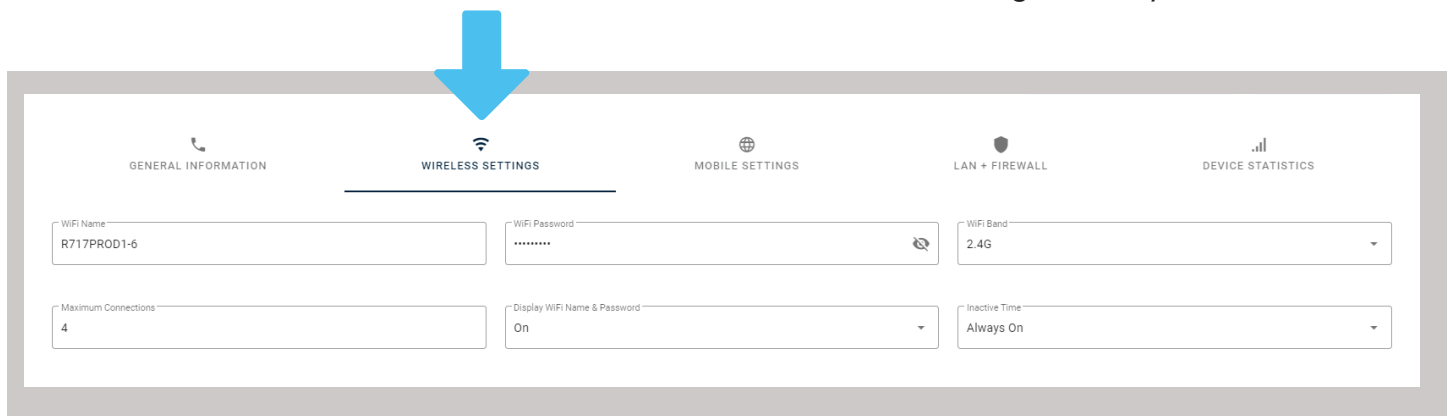 GENERAL INFORMATION WIRELESS SETTINGS MOBILE SETTINGS LAN + FIREWALL DEVICE STATISTICS
WiFi Name WiFi Password WiFi Band
R717PROD1-6 ········· 2.4G
Maximum Connections Display WiFi Name & Password Inactive Time
4 On Always On